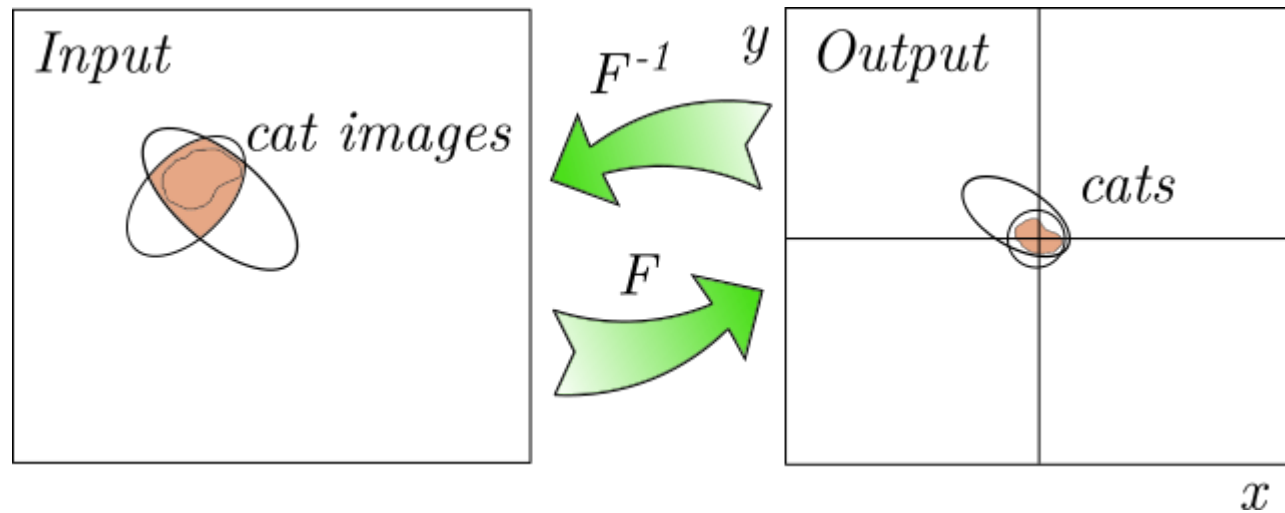 Input
cat images
F⁻¹
F
y
Output
cats
x